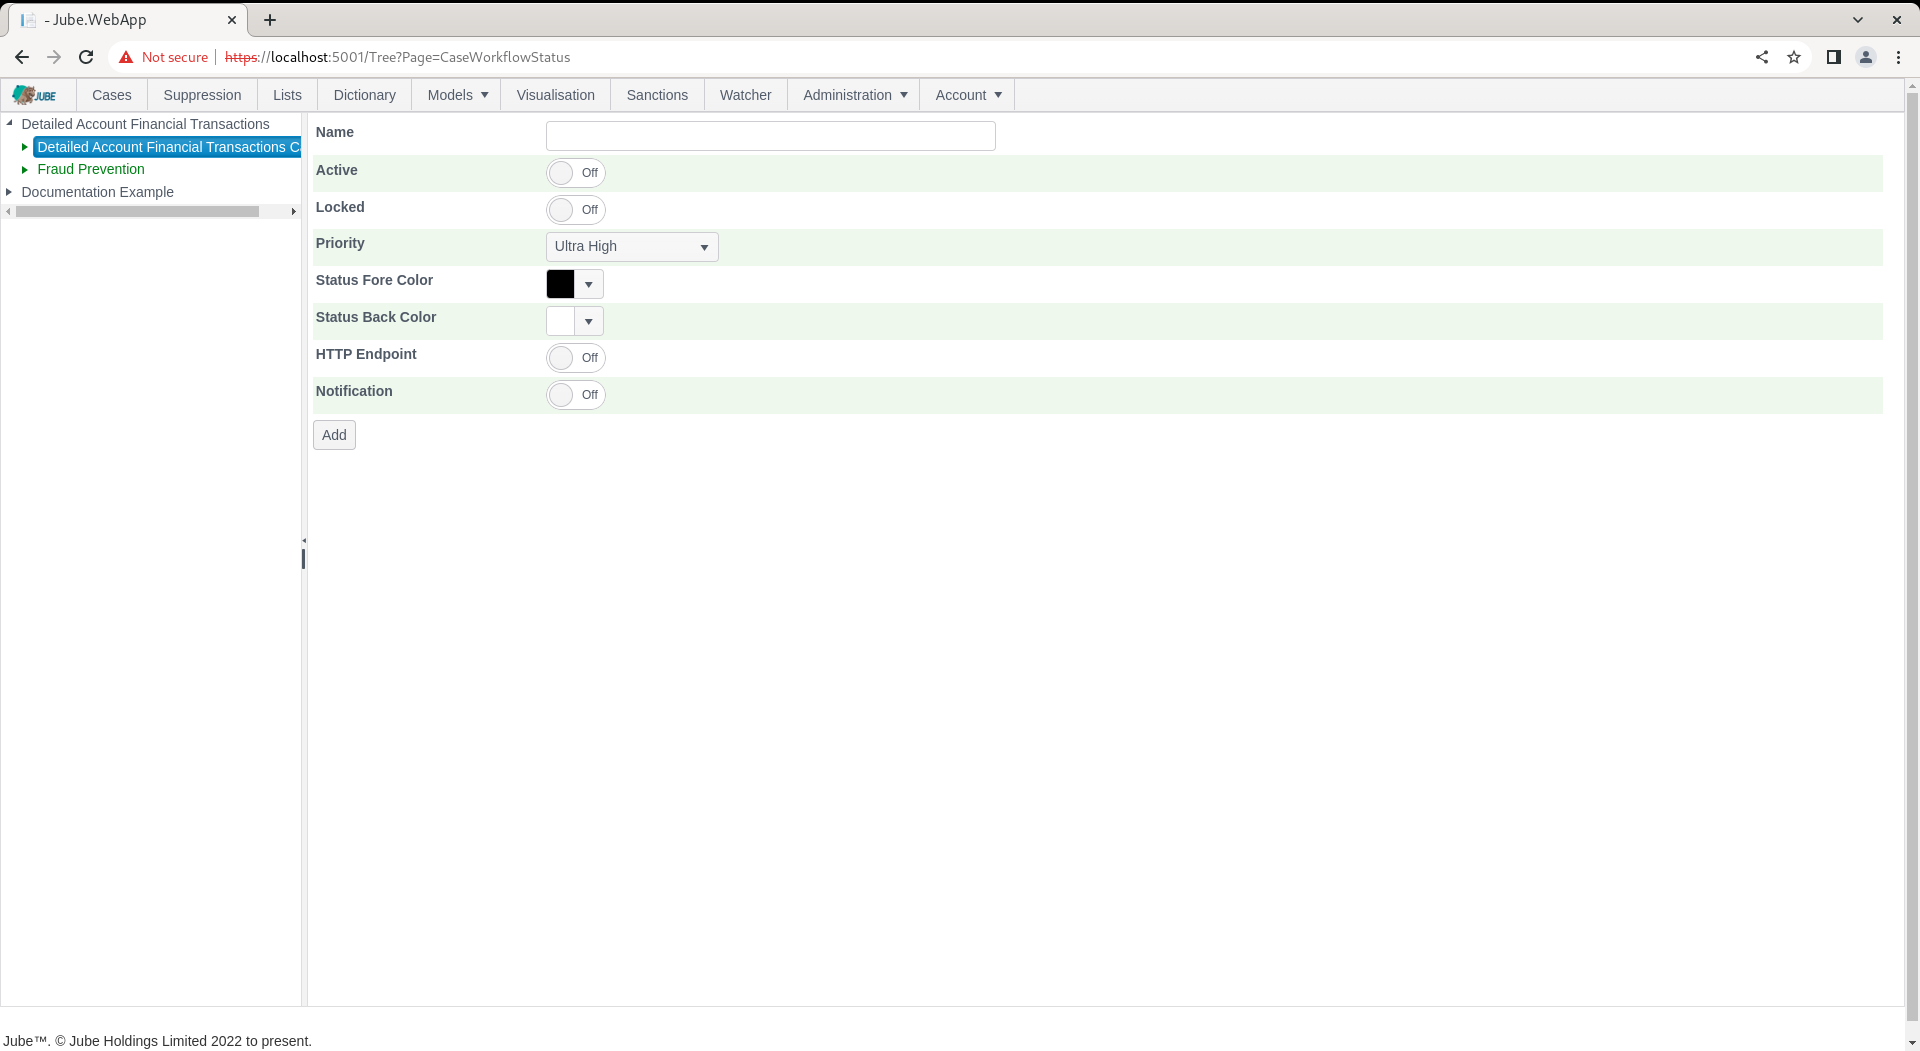 - Jube.WebApp
Not secure https://localhost:5001/Tree?Page=CaseWorkflowStatus
JUBE Cases Suppression Lists Dictionary Models Visualisation Sanctions Watcher Administration Account
Detailed Account Financial Transactions
Detailed Account Financial Transactions
Fraud Prevention
Documentation Example
Name
Active Off
Locked Off
Priority Ultra High
Status Fore Color
Status Back Color
HTTP Endpoint Off
Notification Off
Add
Jube™. © Jube Holdings Limited 2022 to present.